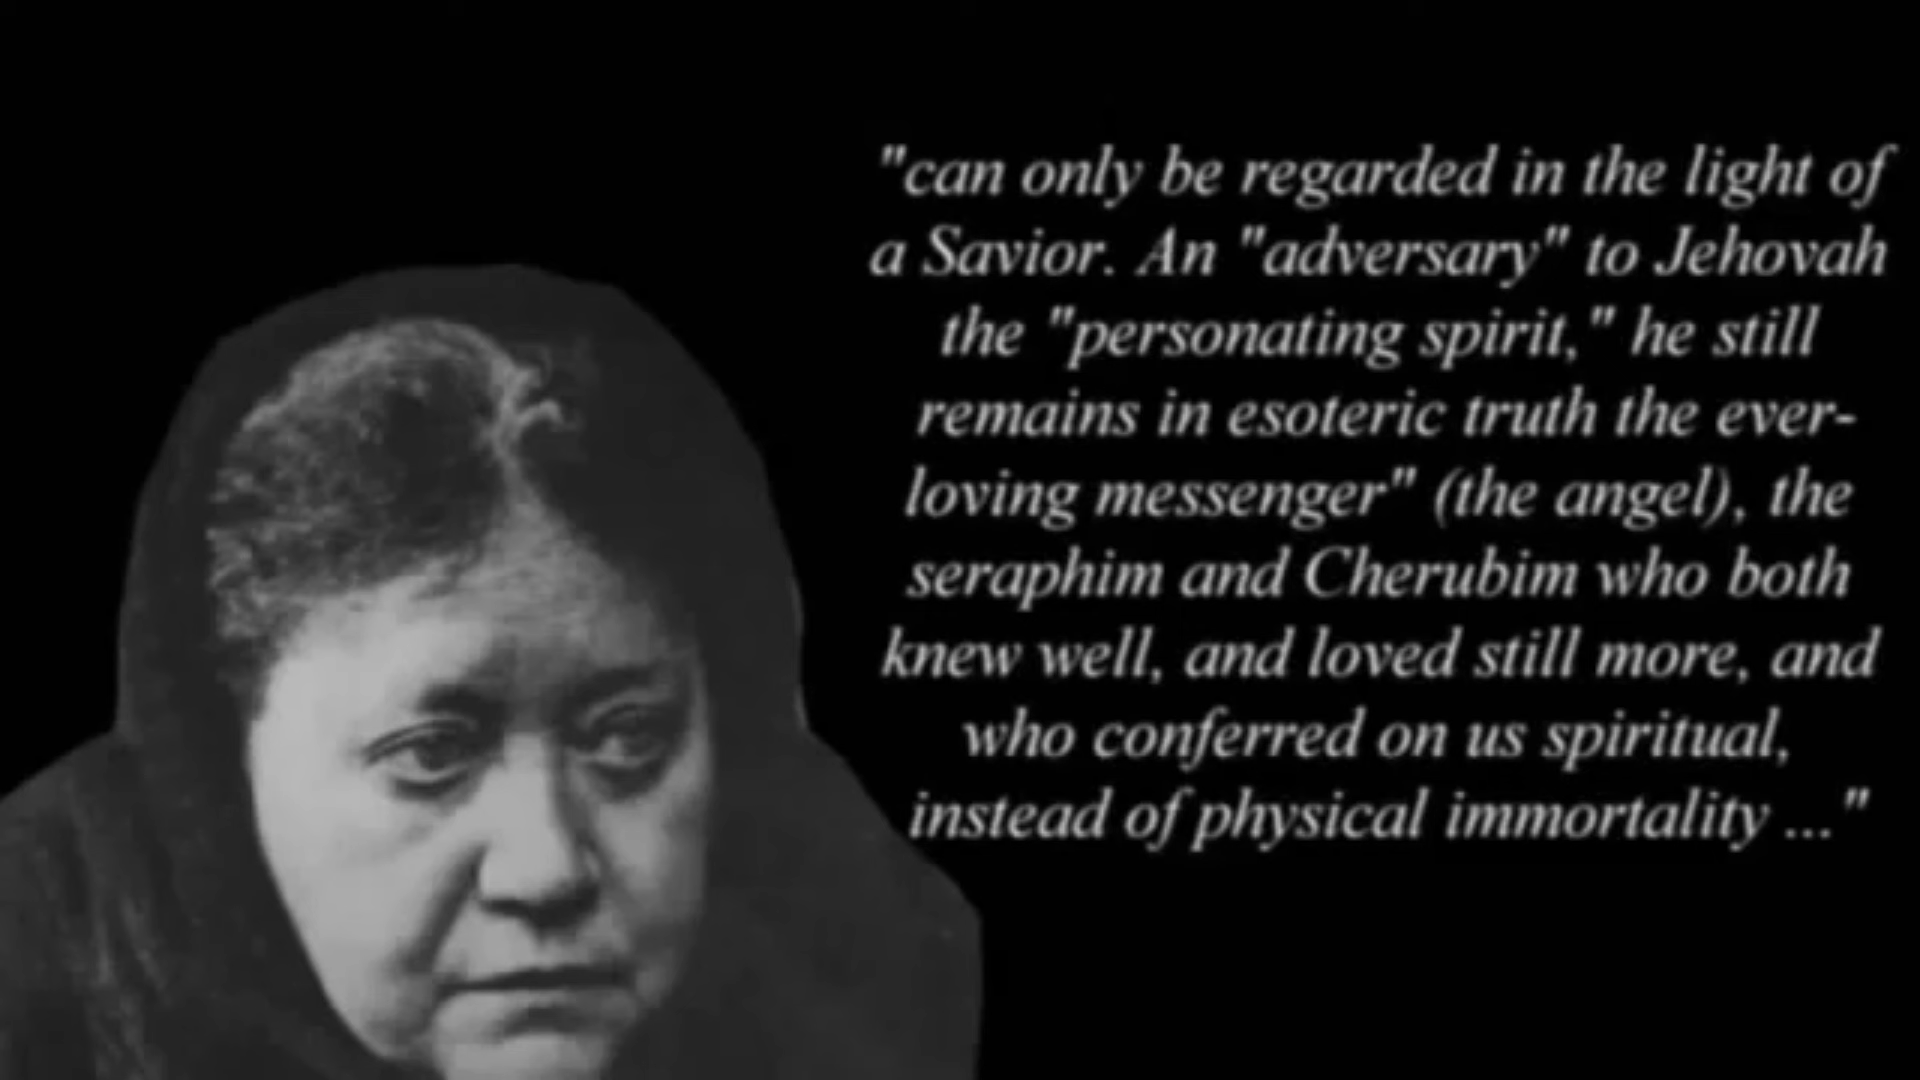 "can only be regarded in the light of
a Savior. An "adversary" to Jehovah
the "personating spirit," he still
remains in esoteric truth the ever-
loving messenger" (the angel), the
seraphim and Cherubim who both
knew well, and loved still more, and
who conferred on us spiritual,
instead of physical immortality ..."